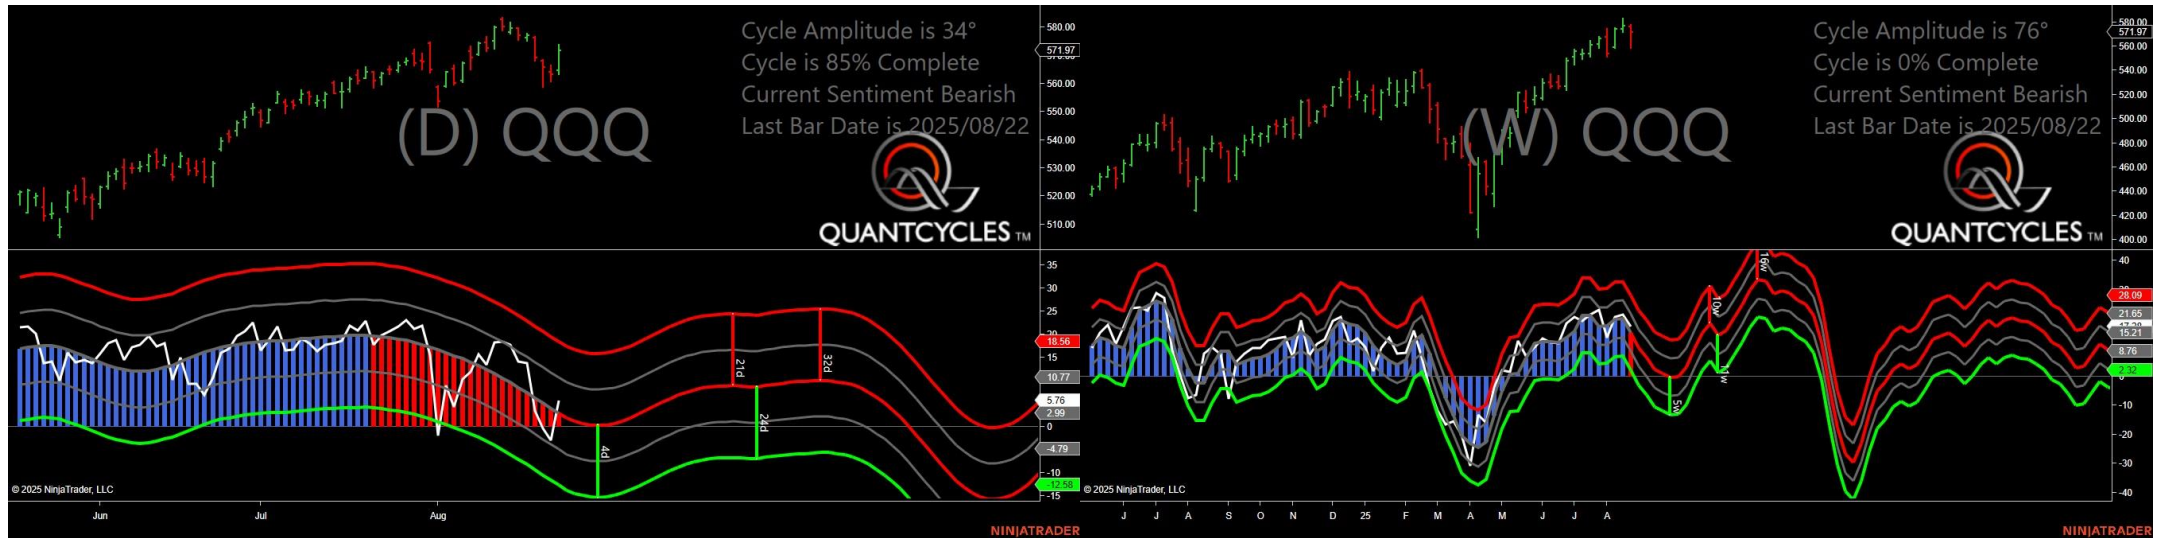 Cycle Amplitude is 34°
Cycle is 85% Complete
Current Sentiment Bearish
Last Bar Date is 2025/08/22
(D) QQQ
QUANTCYCLES TM
580.00
571.97
560.00
550.00
540.00
530.00
520.00
510.00
35
30
25
20
18.56
15
10.77
5.76
2.99
0
-4.79
-10
-12.58
-15
4d
21d
24d
32d
© 2025 NinjaTrader, LLC
Jun Jul Aug
NINJATRADER
Cycle Amplitude is 76°
Cycle is 0% Complete
Current Sentiment Bearish
Last Bar Date is 2025/08/22
(W) QQQ
QUANTCYCLES TM
580.00
571.97
560.00
540.00
520.00
500.00
480.00
460.00
440.00
420.00
400.00
40
28.09
21.65
15.21
8.76
2.32
0
-10
-20
-30
-40
5w
10w
11w
16w
© 2025 NinjaTrader, LLC
J J A S O N D 25 F M A M J J A
NINJATRADER